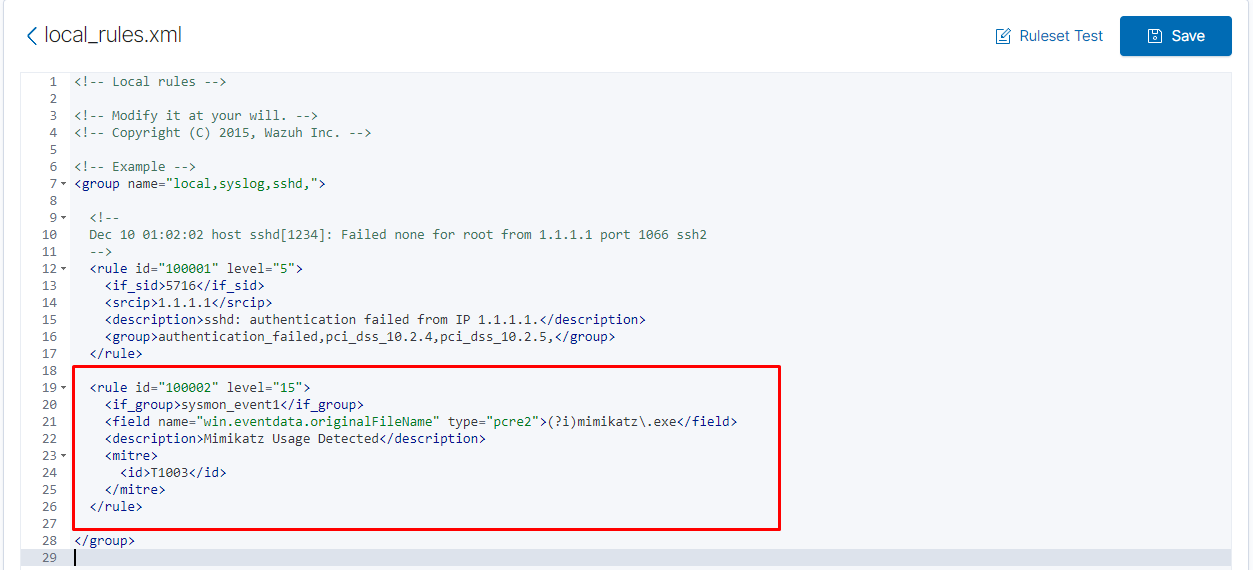 local_rules.xml
Ruleset Test
Save
1 <!-- Local rules -->
2
3 <!-- Modify it at your will. -->
4 <!-- Copyright (C) 2015, Wazuh Inc. -->
5
6 <!-- Example -->
7 <group name="local,syslog,sshd,">
8
9 <!--
10 Dec 10 01:02:02 host sshd[1234]: Failed none for root from 1.1.1.1 port 1066 ssh2
11 -->
12 <rule id="100001" level="5">
13 <if_sid>5716</if_sid>
14 <srcip>1.1.1.1</srcip>
15 <description>sshd: authentication failed from IP 1.1.1.1.</description>
16 <group>authentication_failed,pci_dss_10.2.4,pci_dss_10.2.5,</group>
17 </rule>
18
19 <rule id="100002" level="15">
20 <if_group>sysmon_event1</if_group>
21 <field name="win.eventdata.originalFileName" type="pcre2">(?i)mimikatz\.exe</field>
22 <description>Mimikatz Usage Detected</description>
23 <mitre>
24 <id>T1003</id>
25 </mitre>
26 </rule>
27
28 </group>
29